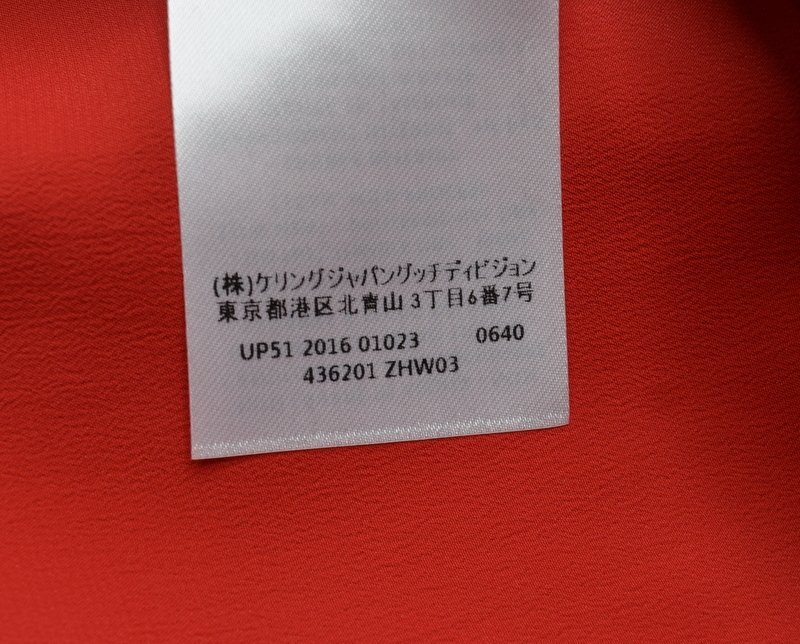 (株)ケリングジャパングッチディビジョン
東京都港区北青山 3丁目6番7号
UP51 2016 01023 0640
436201 ZHW03